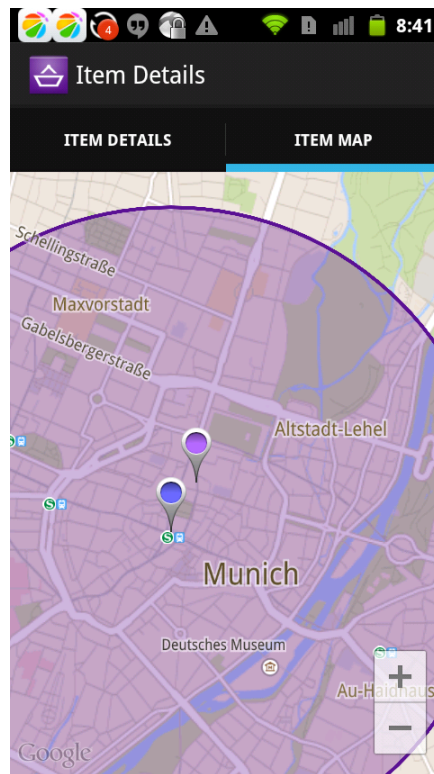 4
8:41
Item Details
ITEM DETAILS
ITEM MAP
Schellingstraße
Maxvorstadt
Gabelsbergerstraße
Altstadt-Lehel
S
S
Munich
Deutsches Museum
S
+
Au-Haidhaus
−
Google